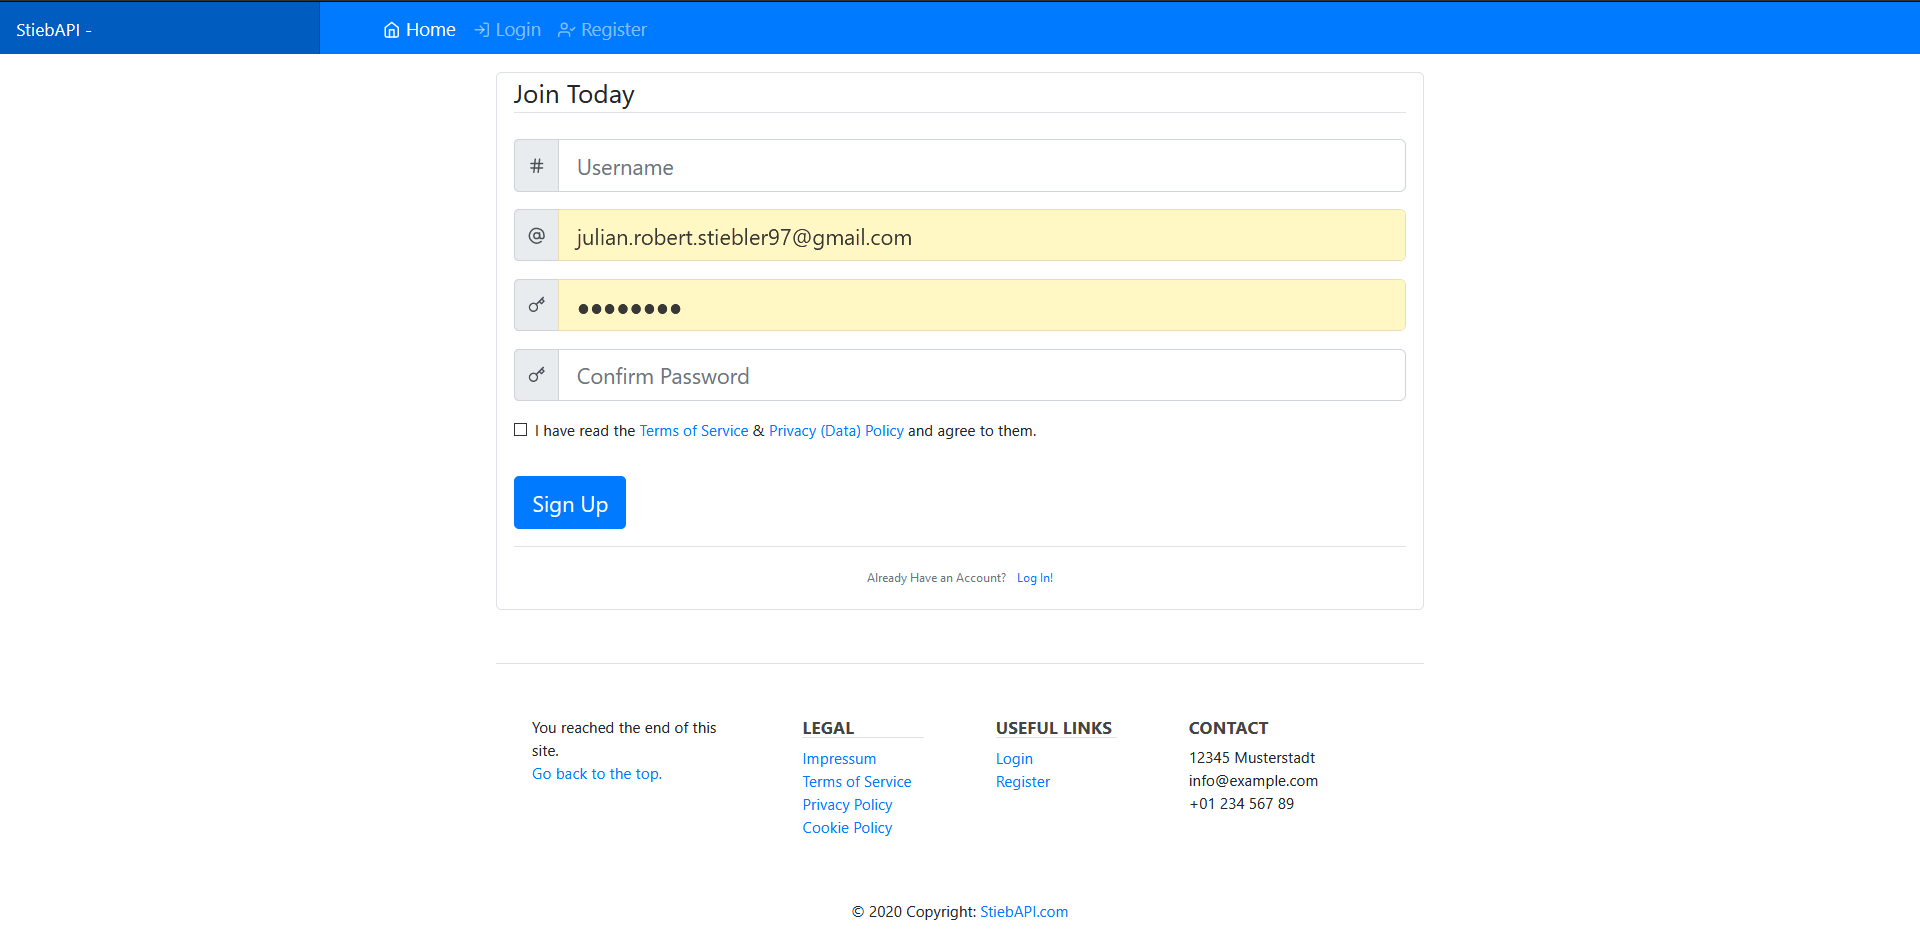 StiebAPI -
Home Login Register
Join Today
# Username
@ julian.robert.stiebler97@gmail.com
●●●●●●●●
Confirm Password
I have read the Terms of Service & Privacy (Data) Policy and agree to them.
Sign Up
Already Have an Account? Log In!
You reached the end of this
site.
Go back to the top.
LEGAL
Impressum
Terms of Service
Privacy Policy
Cookie Policy
USEFUL LINKS
Login
Register
CONTACT
12345 Musterstadt
info@example.com
+01 234 567 89
© 2020 Copyright: StiebAPI.com